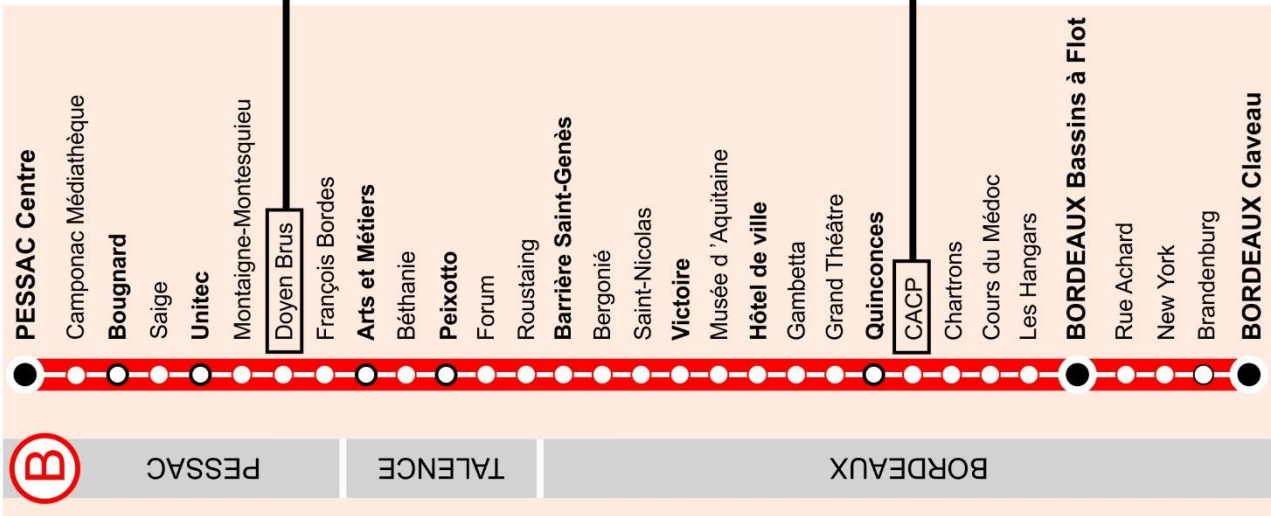 PESSAC Centre
Camponac Médiathèque
Bougnard
Saige
Unitec
Montaigne-Montesquieu
Doyen Brus
François Bordes
Arts et Métiers
Béthanie
Peixotto
Forum
Roustaing
Barrière Saint-Genès
Bergonié
Saint-Nicolas
Victoire
Musée d 'Aquitaine
Hôtel de ville
Gambetta
Grand Théâtre
Quinconces
CACP
Chartrons
Cours du Médoc
Les Hangars
BORDEAUX Bassins à Flot
Rue Achard
New York
Brandenburg
BORDEAUX Claveau
B
PESSAC
TALENCE
BORDEAUX